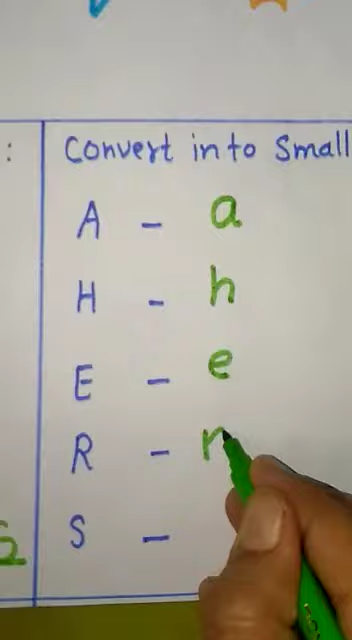 : Convert into Small
A - a
H - h
E - e
R - r
S -